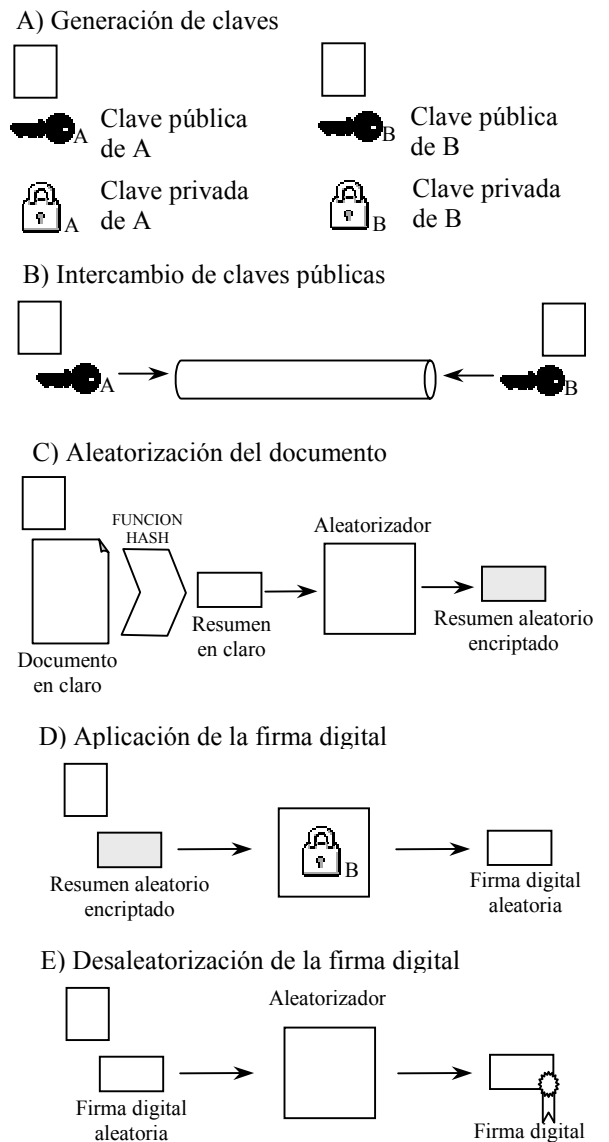 A) Generación de claves
A
Clave pública
de A
B
Clave pública
de B
A
Clave privada
de A
B
Clave privada
de B
B) Intercambio de claves públicas
A
B
C) Aleatorización del documento
FUNCION
HASH
Aleatorizador
Resumen
en claro
Resumen aleatorio
encriptado
Documento
en claro
D) Aplicación de la firma digital
B
Resumen aleatorio
encriptado
Firma digital
aleatoria
E) Desaleatorización de la firma digital
Aleatorizador
Firma digital
aleatoria
Firma digital